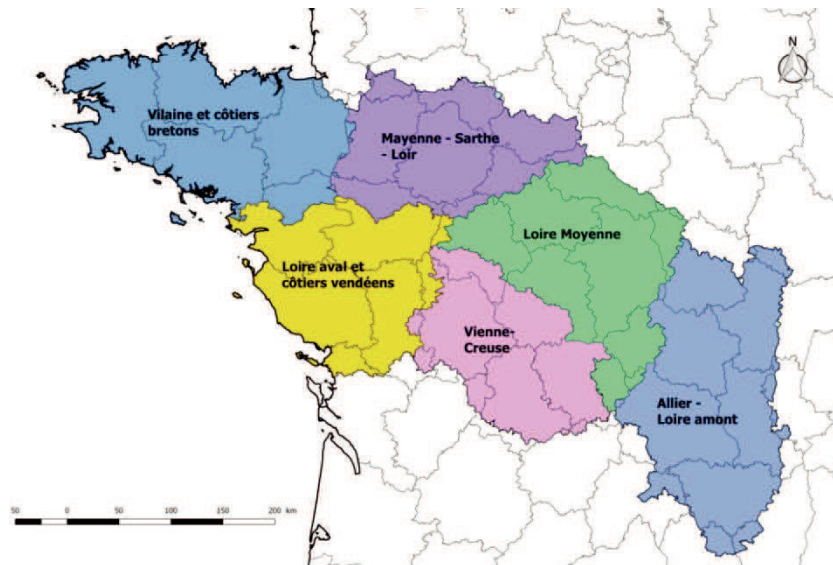 N
Vilaine et côtiers
bretons
Mayenne - Sarthe
- Loir
Loire Moyenne
Loire aval et
côtiers vendéens
Vienne-
Creuse
Allier -
Loire amont
50 0 50 100 150 200 km